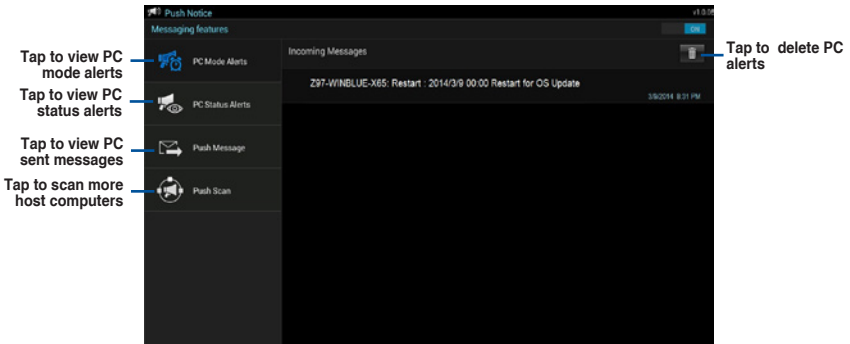 Push Notice
v1.0.05
Messaging features
ON
Tap to view PC
mode alerts
PC Mode Alerts
Incoming Messages
Tap to delete PC
alerts
Z97-WINBLUE-X65: Restart : 2014/3/9 00:00 Restart for OS Update
3/9/2014 8:31 PM
Tap to view PC
status alerts
PC Status Alerts
Tap to view PC
sent messages
Push Message
Tap to scan more
host computers
Push Scan